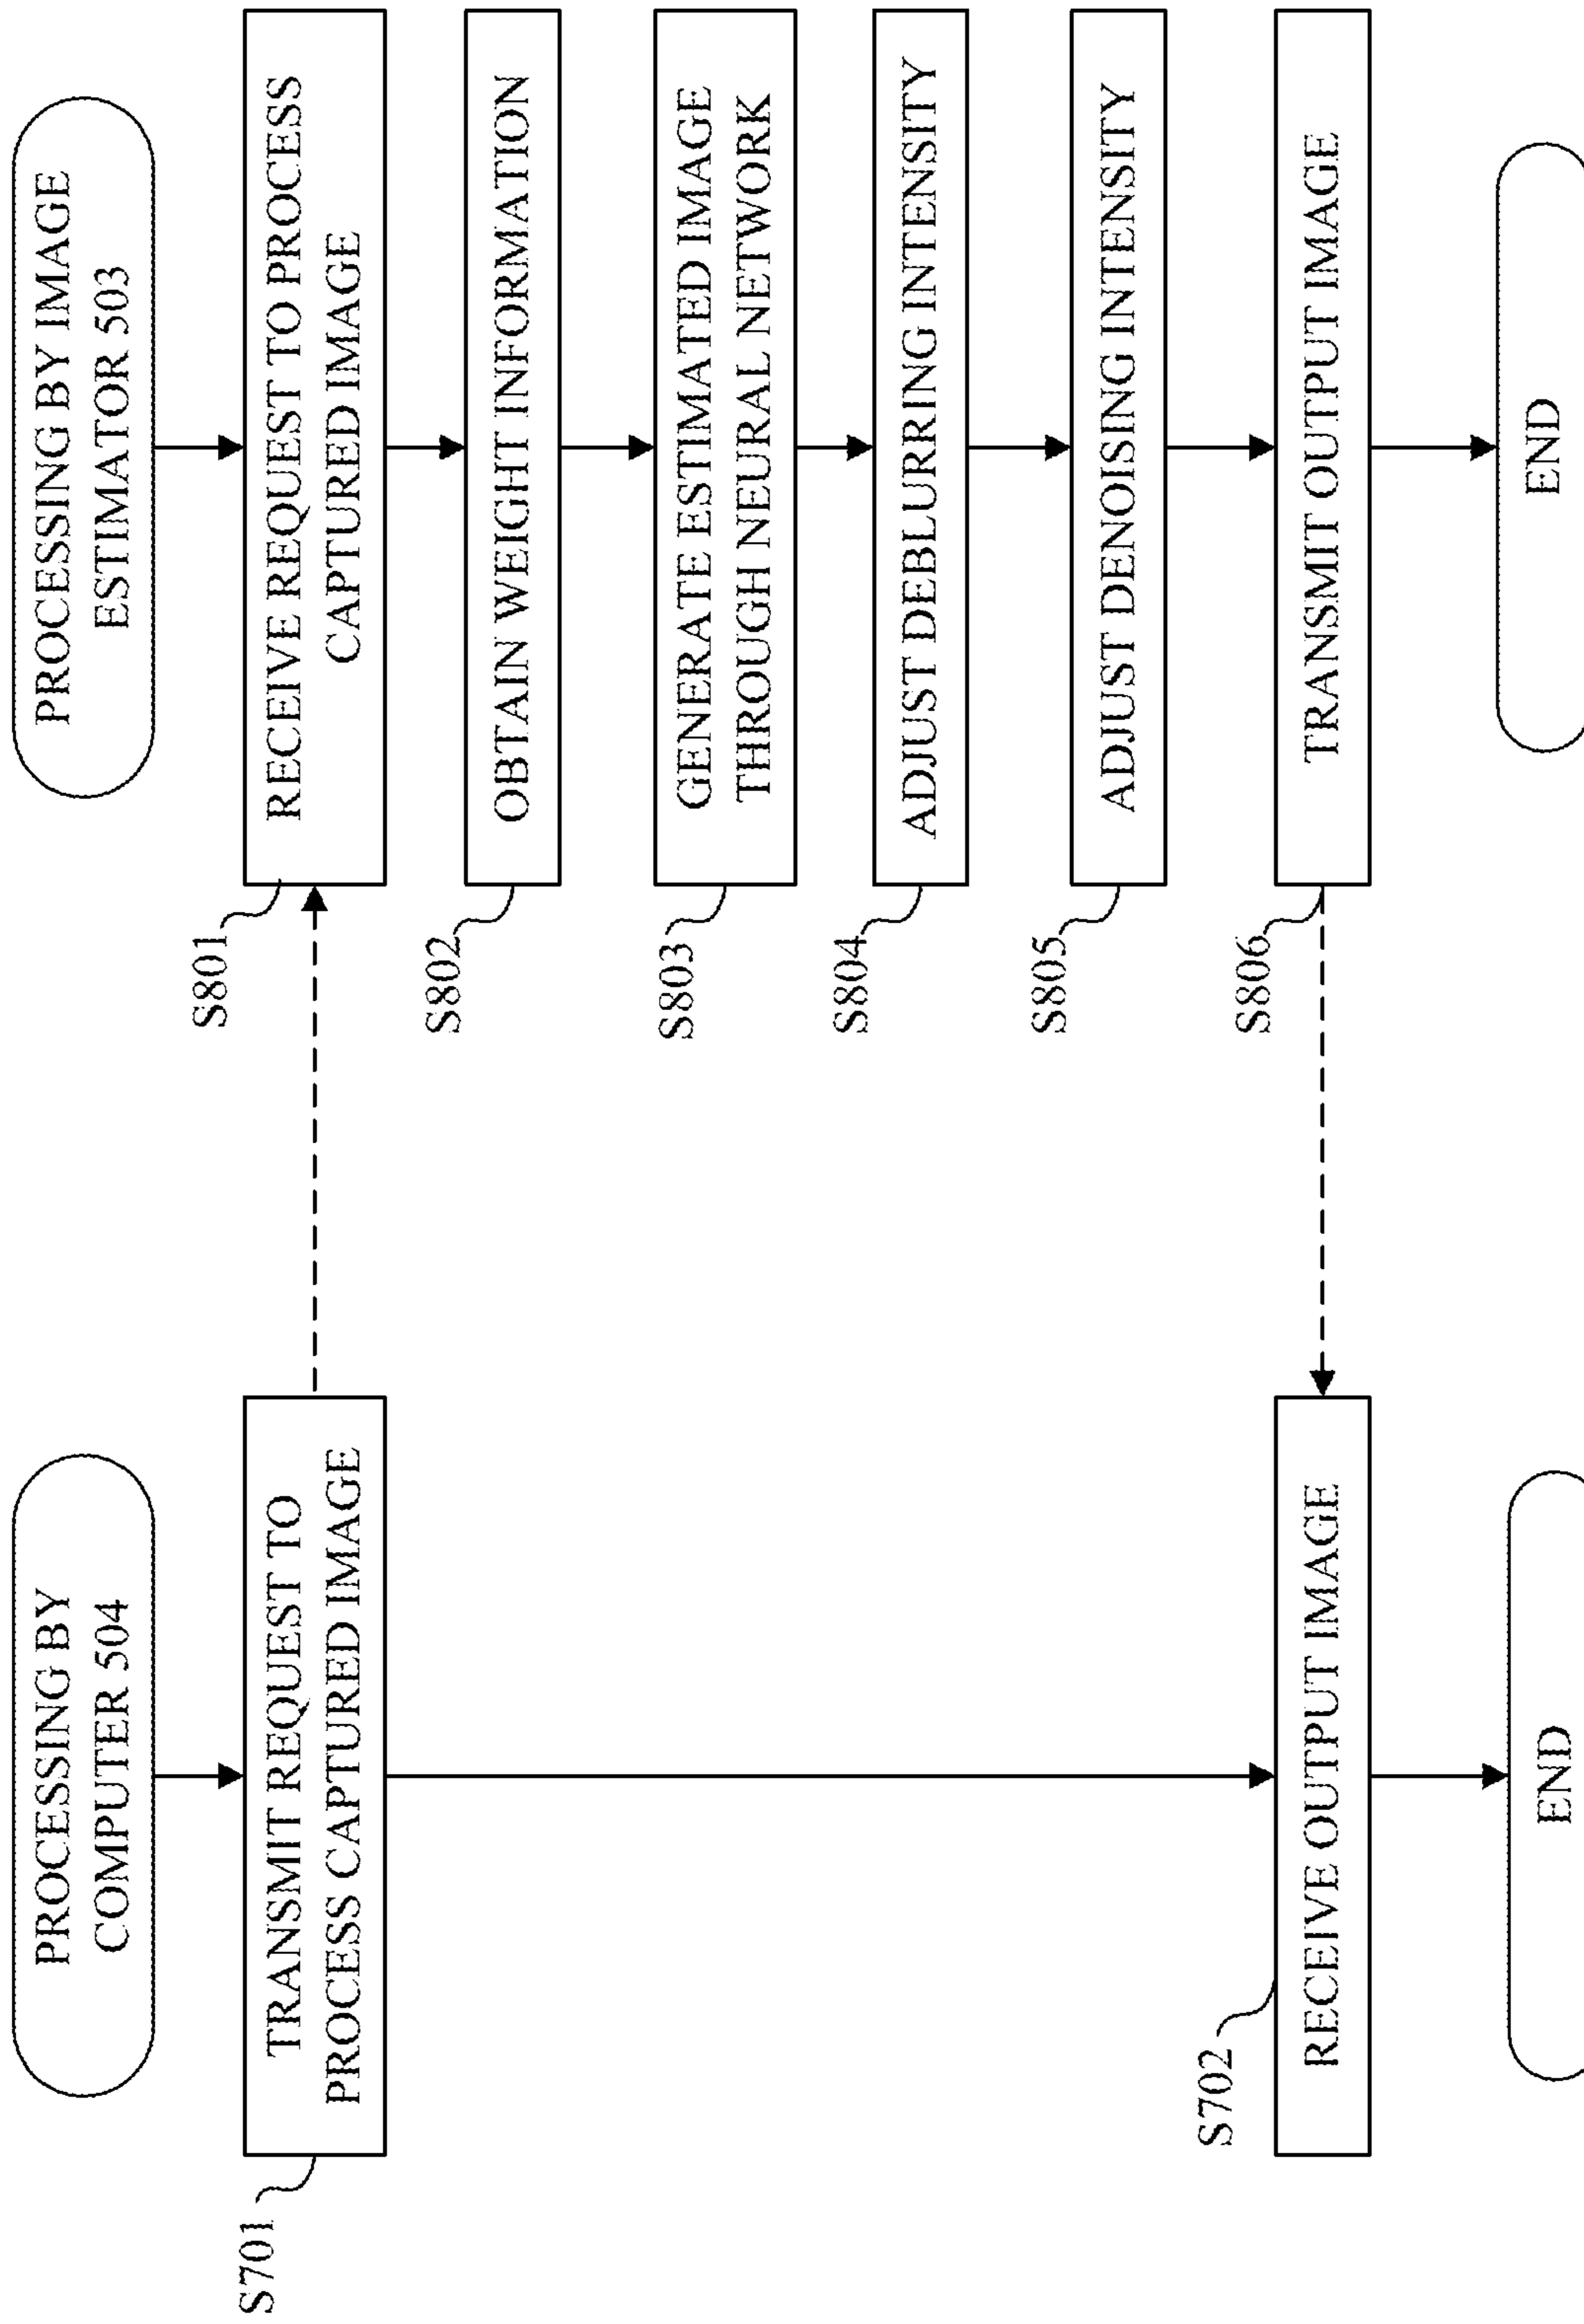 PROCESSING BY
COMPUTER 504
S701
TRANSMIT REQUEST TO
PROCESS CAPTURED IMAGE
S702
RECEIVE OUTPUT IMAGE
END
PROCESSING BY IMAGE
ESTIMATOR 503
S801
RECEIVE REQUEST TO PROCESS
CAPTURED IMAGE
S802
OBTAIN WEIGHT INFORMATION
S803
GENERATE ESTIMATED IMAGE
THROUGH NEURAL NETWORK
S804
ADJUST DEBLURRING INTENSITY
S805
ADJUST DENOISING INTENSITY
S806
TRANSMIT OUTPUT IMAGE
END